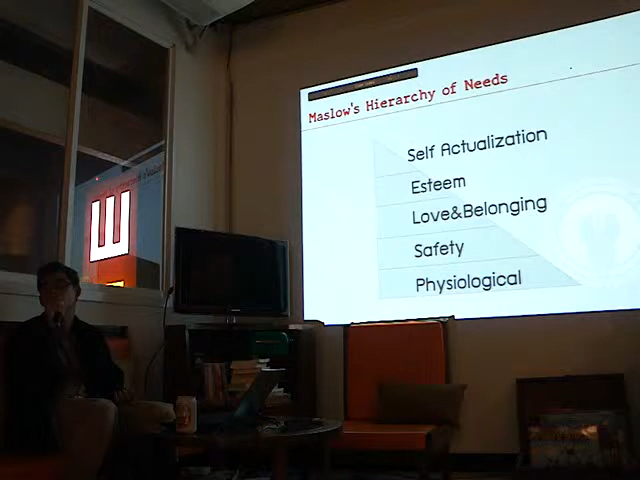 Maslow's Hierarchy of Needs
Self Actualization
Esteem
Love&Belonging
Safety
Physiological